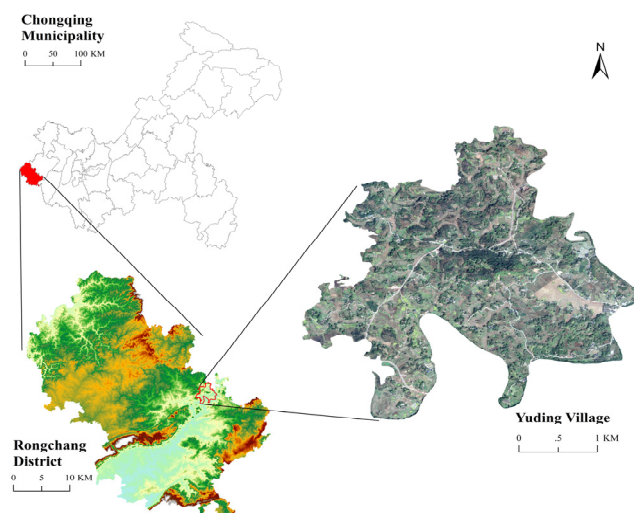 Chongqing
Municipality
0 50 100 KM
N
Rongchang
District
0 5 10 KM
Yuding Village
0 .5 1 KM